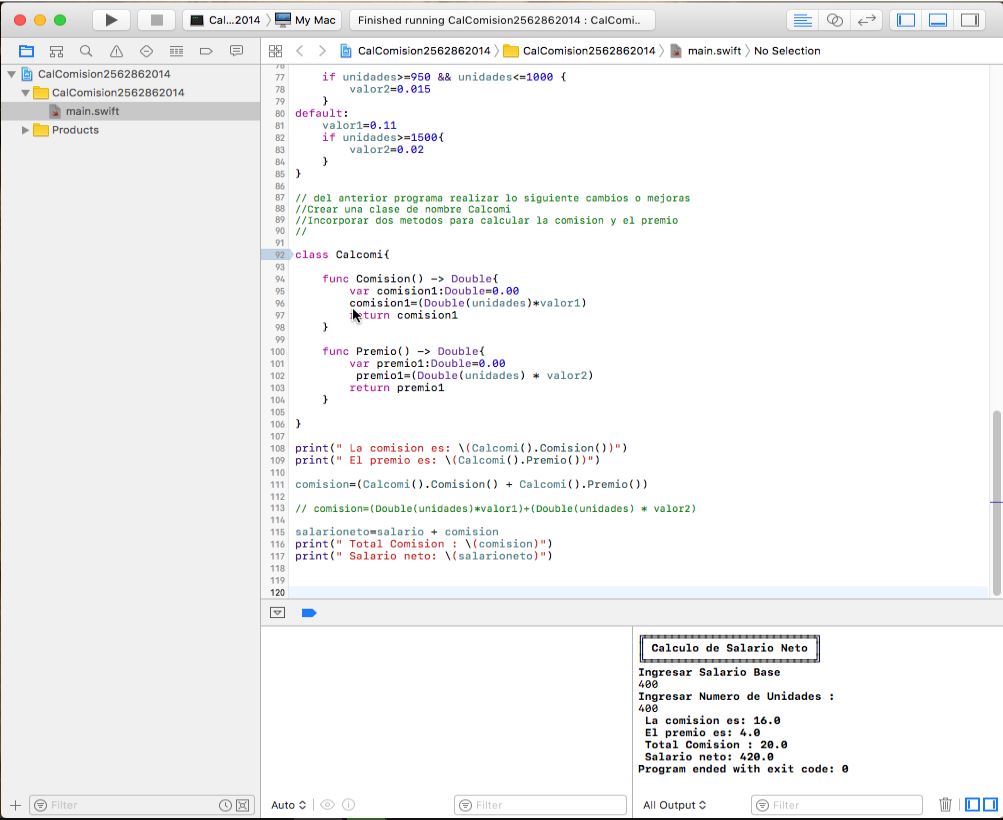 Cal...2014 〉 My Mac
Finished running CalComision2562862014 : CalComi..
CalComision2562862014 〉 CalComision2562862014 〉 main.swift 〉 No Selection
CalComision2562862014
CalComision2562862014
main.swift
Products
77 if unidades>=950 && unidades<=1000 {
78 valor2=0.015
79 }
80 default:
81 valor1=0.11
82 if unidades>=1500{
83 valor2=0.02
84 }
85 }
86
87 // del anterior programa realizar lo siguiente cambios o mejoras
88 //Crear una clase de nombre Calcomi
89 //Incorporar dos metodos para calcular la comision y el premio
90 //
91
92 class Calcomi{
93
94 func Comision() -> Double{
95 var comision1:Double=0.00
96 comision1=(Double(unidades)*valor1)
97 return comision1
98 }
99
100 func Premio() -> Double{
101 var premio1:Double=0.00
102 premio1=(Double(unidades) * valor2)
103 return premio1
104 }
105
106 }
107
108 print(" La comision es: \(Calcomi().Comision())")
109 print(" El premio es: \(Calcomi().Premio())")
110
111 comision=(Calcomi().Comision() + Calcomi().Premio())
112
113 // comision=(Double(unidades)*valor1)+(Double(unidades) * valor2)
114
115 salarioneto=salario + comision
116 print(" Total Comision : \(comision)")
117 print(" Salario neto: \(salarioneto)")
118
119
120
Calculo de Salario Neto
Ingresar Salario Base
400
Ingresar Numero de Unidades :
400
La comision es: 16.0
El premio es: 4.0
Total Comision : 20.0
Salario neto: 420.0
Program ended with exit code: 0
Filter
Auto
Filter
All Output
Filter